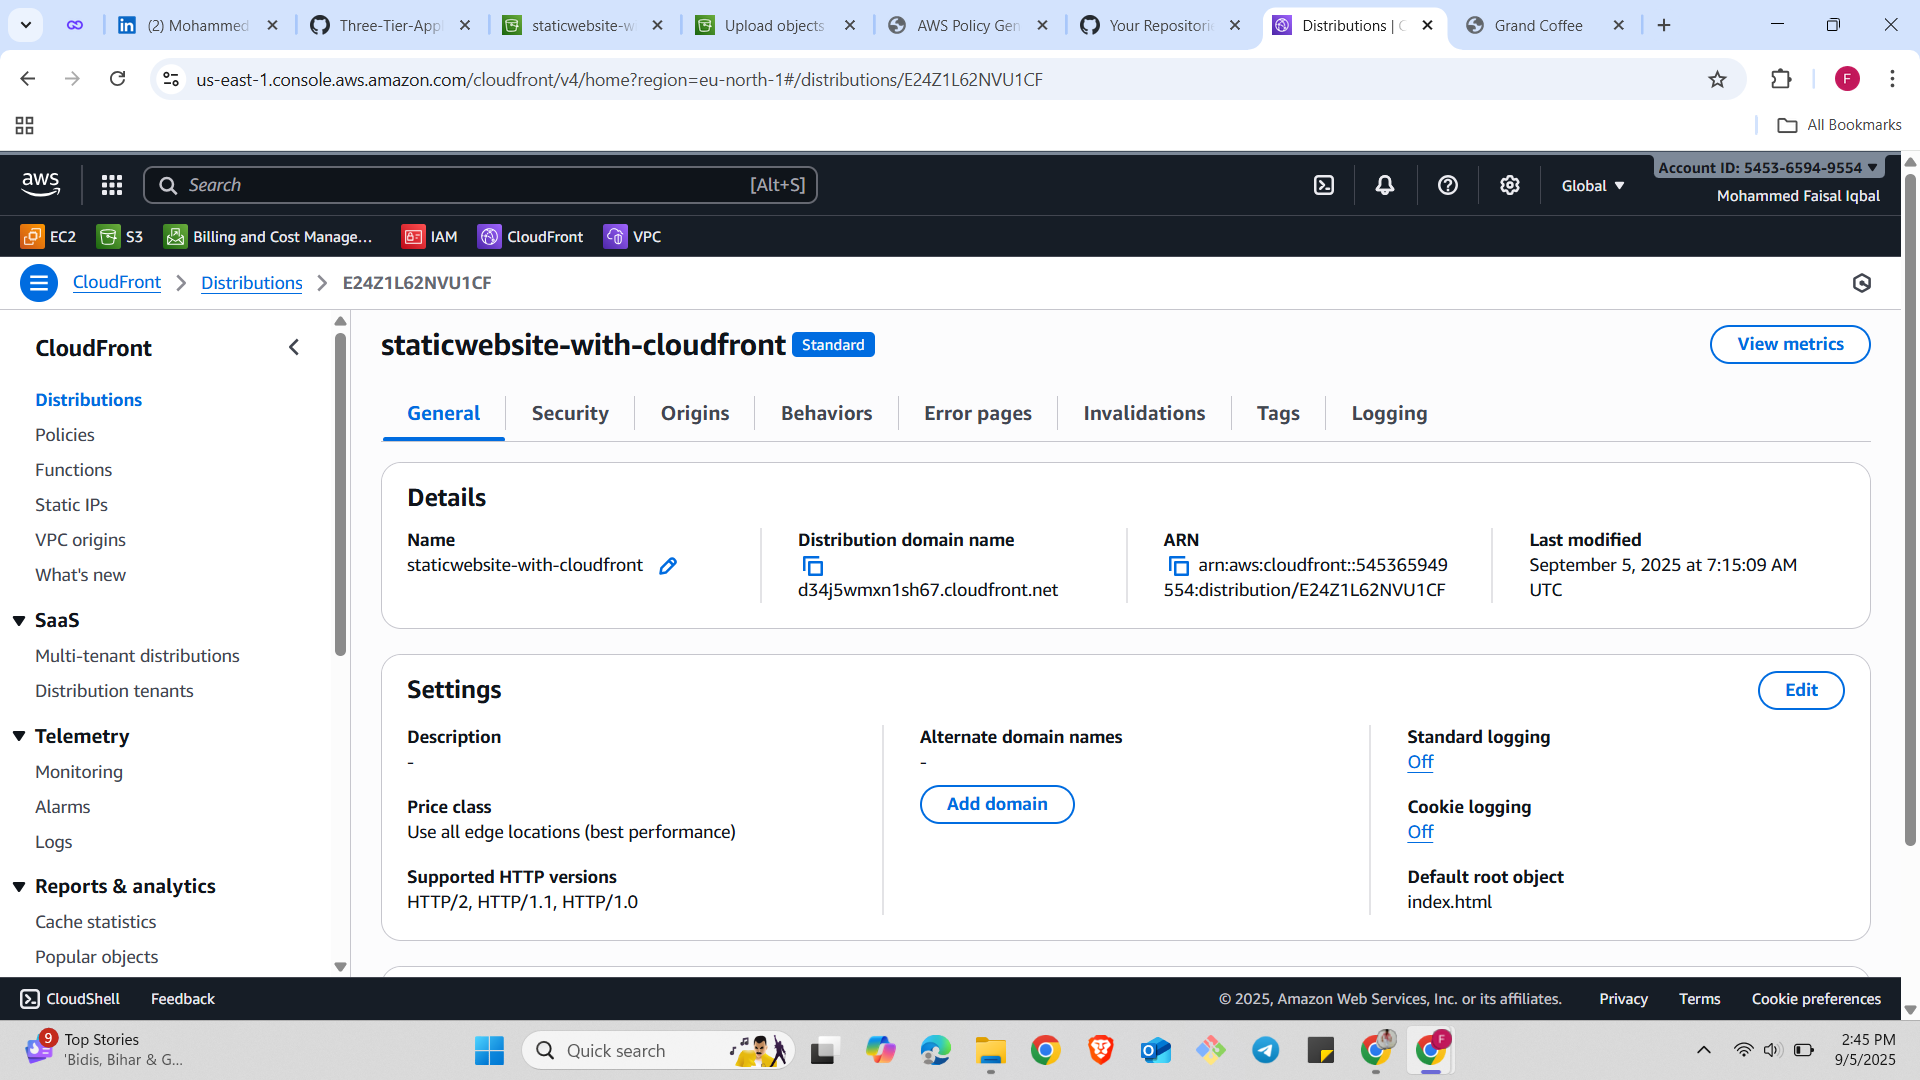 (2) Mohammed
Three-Tier-Appl
staticwebsite-w
Upload objects
AWS Policy Gen
Your Repositorie
Distributions | C
Grand Coffee
us-east-1.console.aws.amazon.com/cloudfront/v4/home?region=eu-north-1#/distributions/E24Z1L62NVU1CF
F
All Bookmarks
aws
Search
[Alt+S]
Global
Account ID: 5453-6594-9554
Mohammed Faisal Iqbal
EC2
S3
Billing and Cost Manage...
IAM
CloudFront
VPC
CloudFront
Distributions
E24Z1L62NVU1CF
CloudFront
Distributions
Policies
Functions
Static IPs
VPC origins
What's new
SaaS
Multi-tenant distributions
Distribution tenants
Telemetry
Monitoring
Alarms
Logs
Reports & analytics
Cache statistics
Popular objects
staticwebsite-with-cloudfront
Standard
View metrics
General
Security
Origins
Behaviors
Error pages
Invalidations
Tags
Logging
Details
Name
staticwebsite-with-cloudfront
Distribution domain name
d34j5wmxn1sh67.cloudfront.net
ARN
arn:aws:cloudfront::545365949
554:distribution/E24Z1L62NVU1CF
Last modified
September 5, 2025 at 7:15:09 AM
UTC
Settings
Edit
Description
-
Price class
Use all edge locations (best performance)
Supported HTTP versions
HTTP/2, HTTP/1.1, HTTP/1.0
Alternate domain names
-
Add domain
Standard logging
Off
Cookie logging
Off
Default root object
index.html
CloudShell
Feedback
© 2025, Amazon Web Services, Inc. or its affiliates.
Privacy
Terms
Cookie preferences
9
Top Stories
'Bidis, Bihar & G...
Quick search
F
2:45 PM
9/5/2025